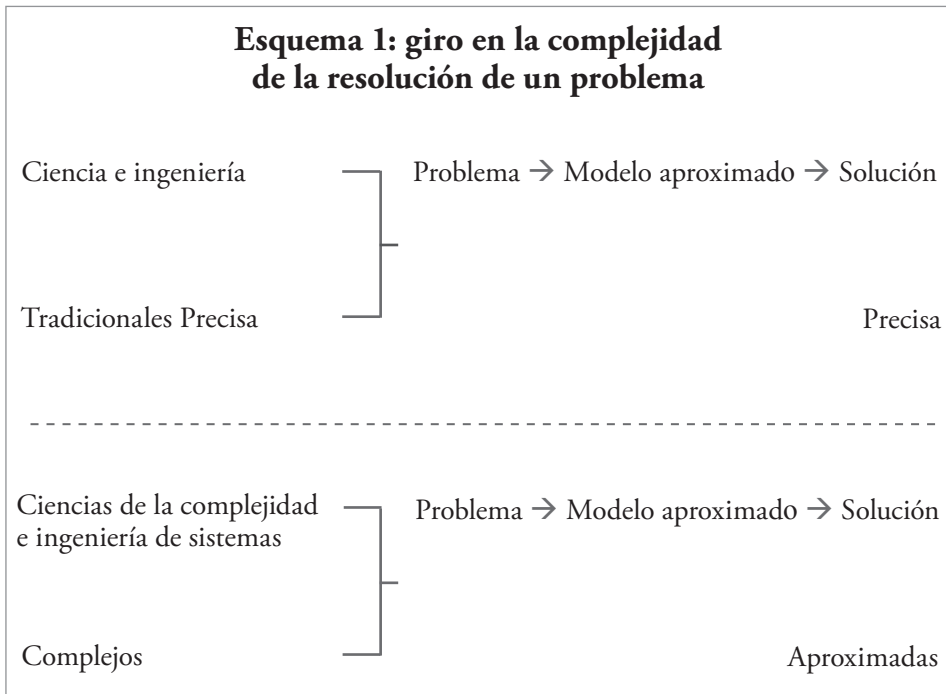 Esquema 1: giro en la complejidad
de la resolución de un problema
Ciencia e ingeniería
Problema → Modelo aproximado → Solución
Tradicionales Precisa
Precisa
Ciencias de la complejidad
e ingeniería de sistemas
Problema → Modelo aproximado → Solución
Complejos
Aproximadas